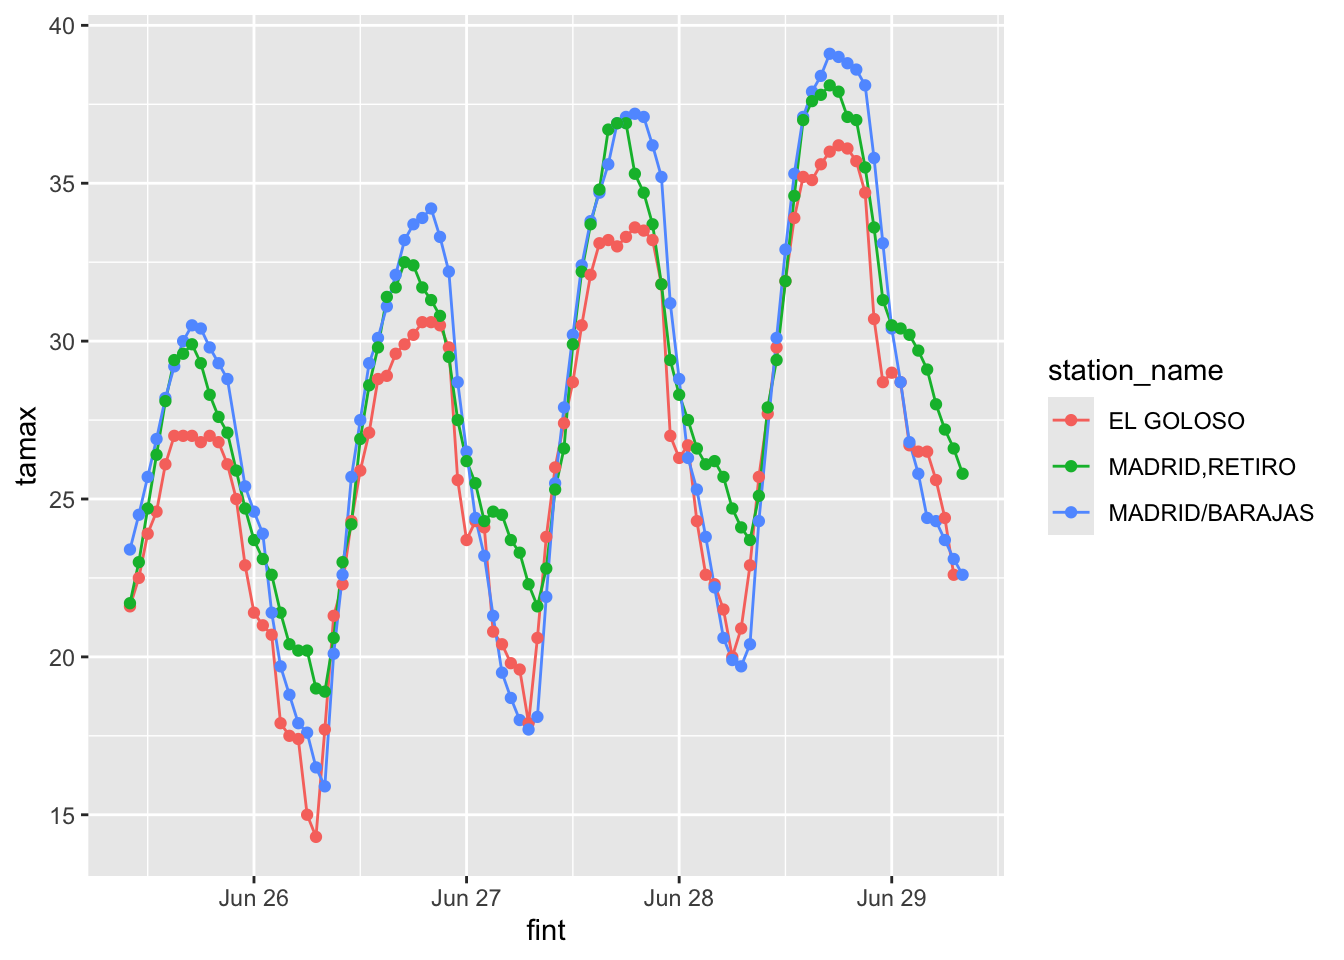 40
35
30
25
20
15
tamax
Jun 26
Jun 27
Jun 28
Jun 29
fint
station_name
EL GOLOSO
MADRID,RETIRO
MADRID/BARAJAS